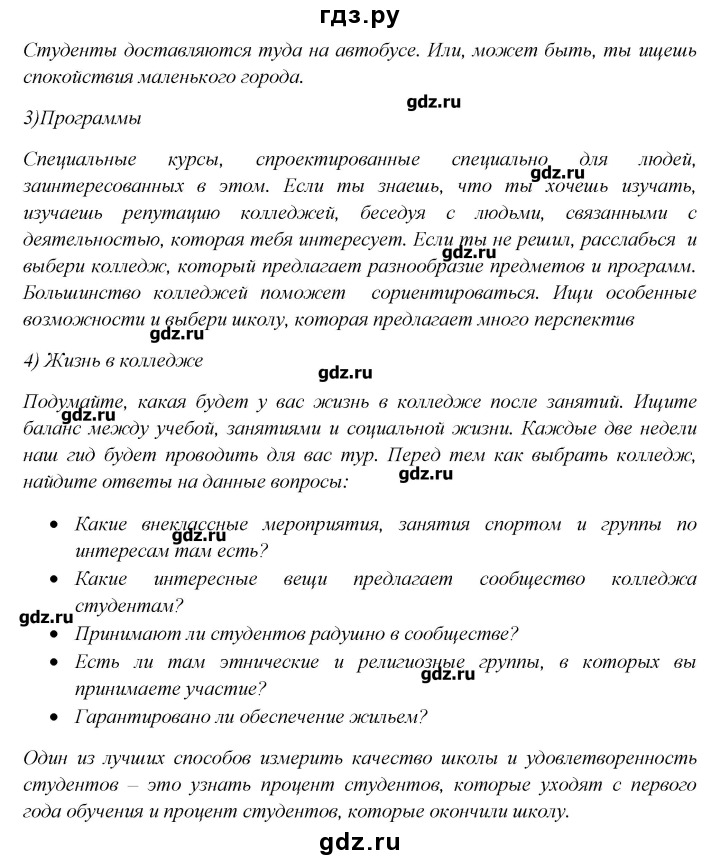 гдз.ру
Студенты доставляются туда на автобусе. Или, может быть, ты ищешь
спокойствия маленького города.
gdz.ru
3)Программы
Специальные курсы, спроектированные специально для людей,
gdz.ru
заинтересованных в этом. Если ты знаешь, что ты хочешь изучать,
изучаешь репутацию колледжей, беседуя с людьми, связанными с
деятельностью, которая тебя интересует. Если ты не решил, расслабься и
gdz.ru
выбери колледж, который предлагает разнообразие предметов и программ.
Большинство колледжей поможет сориентироваться. Ищи особенные
возможности и выбери школу, которая предлагает много перспектив
gdz.ru
4) Жизнь в колледже
gdz.ru
Подумайте, какая будет у вас жизнь в колледже после занятий. Ищите
gdz.ru
баланс между учебой, занятиями и социальной жизни. Каждые две недели
наш гид будет проводить для вас тур. Перед тем как выбрать колледж,
gdz.ru
найдите ответы на данные вопросы:
• Какие внеклассные мероприятия, занятия спортом и группы по
gdz.ru
интересам там есть?
• Какие интересные вещи предлагает сообщество колледжа
студентам?
gdz.ru
• Принимают ли студентов радушно в сообществе?
• Есть ли там этнические и религиозные группы, в которых вы
gdz.ru
принимаете участие?
• Гарантировано ли обеспечение жильем?
Один из лучших способов измерить качество школы и удовлетворенность
студентов – это узнать процент студентов, которые уходят с первого
года обучения и процент студентов, которые окончили школу.
gdz.ru